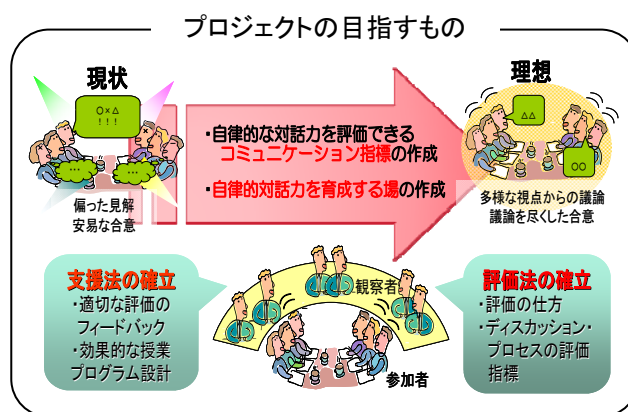 プロジェクトの目指すもの
現状
○×△
!!!
…
…
偏った見解
安易な合意
・自律的な対話力を評価できる
コミュニケーション指標の作成
・自律的対話力を育成する場の作成
理想
△△
○○
多様な視点からの議論
議論を尽くした合意
支援法の確立
・適切な評価の
フィードバック
・効果的な授業
プログラム設計
観察者
参加者
評価法の確立
・評価の仕方
・ディスカッション・
プロセスの評価
指標